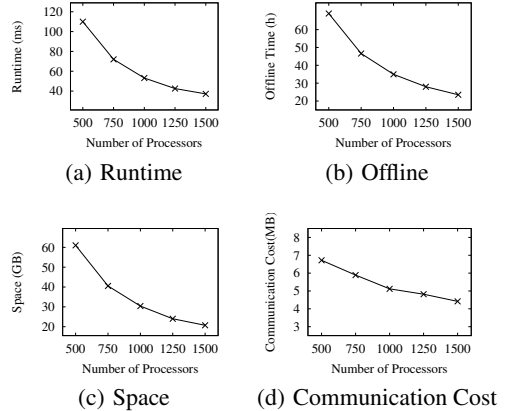 120
100
80
60
40
Runtime (ms)
500 750 1000 1250 1500
Number of Processors
(a) Runtime
60
50
40
30
20
Offline Time (h)
500 750 1000 1250 1500
Number of Processors
(b) Offline
60
50
40
30
20
Space (GB)
500 750 1000 1250 1500
Number of Processors
(c) Space
8
7
6
5
4
3
Communication Cost(MB)
500 750 1000 1250 1500
Number of Processors
(d) Communication Cost